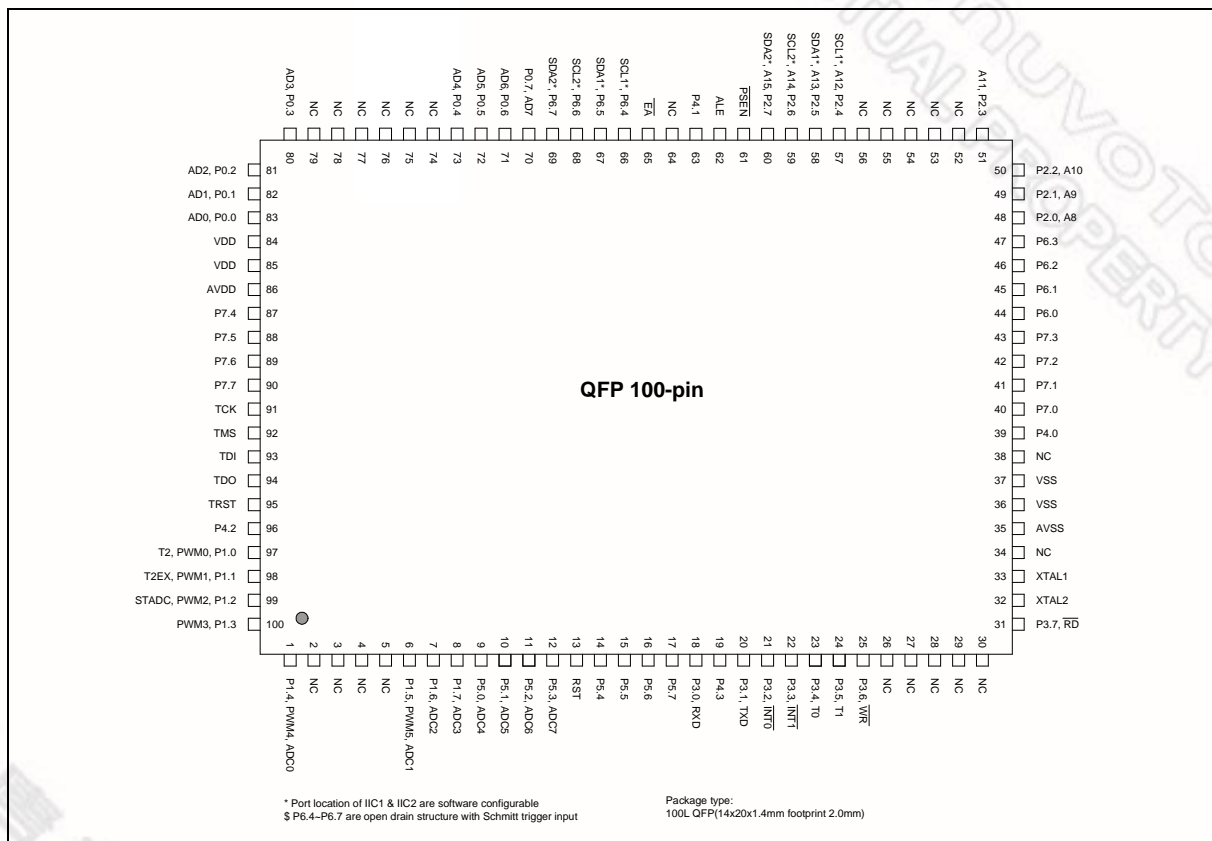 AD3, P0.3
NC
NC
NC
NC
NC
NC
AD4, P0.4
AD5, P0.5
AD6, P0.6
P0.7, AD7
SDA2*, P6.7
SCL2*, P6.6
SDA1*, P6.5
SCL1*, P6.4
EA
NC
P4.1
ALE
PSEN
SDA2*, A15, P2.7
SCL2*, A14, P2.6
SDA1*, A13, P2.5
SCL1*, A12, P2.4
NC
NC
NC
NC
NC
A11, P2.3
80 79 78 77 76 75 74 73 72 71 70 69 68 67 66 65 64 63 62 61 60 59 58 57 56 55 54 53 52 51
AD2, P0.2 81
AD1, P0.1 82
AD0, P0.0 83
VDD 84
VDD 85
AVDD 86
P7.4 87
P7.5 88
P7.6 89
P7.7 90
TCK 91
TMS 92
TDI 93
TDO 94
TRST 95
P4.2 96
T2, PWM0, P1.0 97
T2EX, PWM1, P1.1 98
STADC, PWM2, P1.2 99
PWM3, P1.3 100
QFP 100-pin
50 P2.2, A10
49 P2.1, A9
48 P2.0, A8
47 P6.3
46 P6.2
45 P6.1
44 P6.0
43 P7.3
42 P7.2
41 P7.1
40 P7.0
39 P4.0
38 NC
37 VSS
36 VSS
35 AVSS
34 NC
33 XTAL1
32 XTAL2
31 P3.7, RD
1 2 3 4 5 6 7 8 9 10 11 12 13 14 15 16 17 18 19 20 21 22 23 24 25 26 27 28 29 30
P1.4, PWM4, ADC0
NC
NC
NC
NC
P1.5, PWM5, ADC1
P1.6, ADC2
P1.7, ADC3
P5.0, ADC4
P5.1, ADC5
P5.2, ADC6
P5.3, ADC7
RST
P5.4
P5.5
P5.6
P5.7
P3.0, RXD
P4.3
P3.1, TXD
P3.2, INT0
P3.3, INT1
P3.4, T0
P3.5, T1
P3.6, WR
NC
NC
NC
NC
NC
* Port location of IIC1 & IIC2 are software configurable
$ P6.4~P6.7 are open drain structure with Schmitt trigger input
Package type:
100L QFP(14x20x1.4mm footprint 2.0mm)